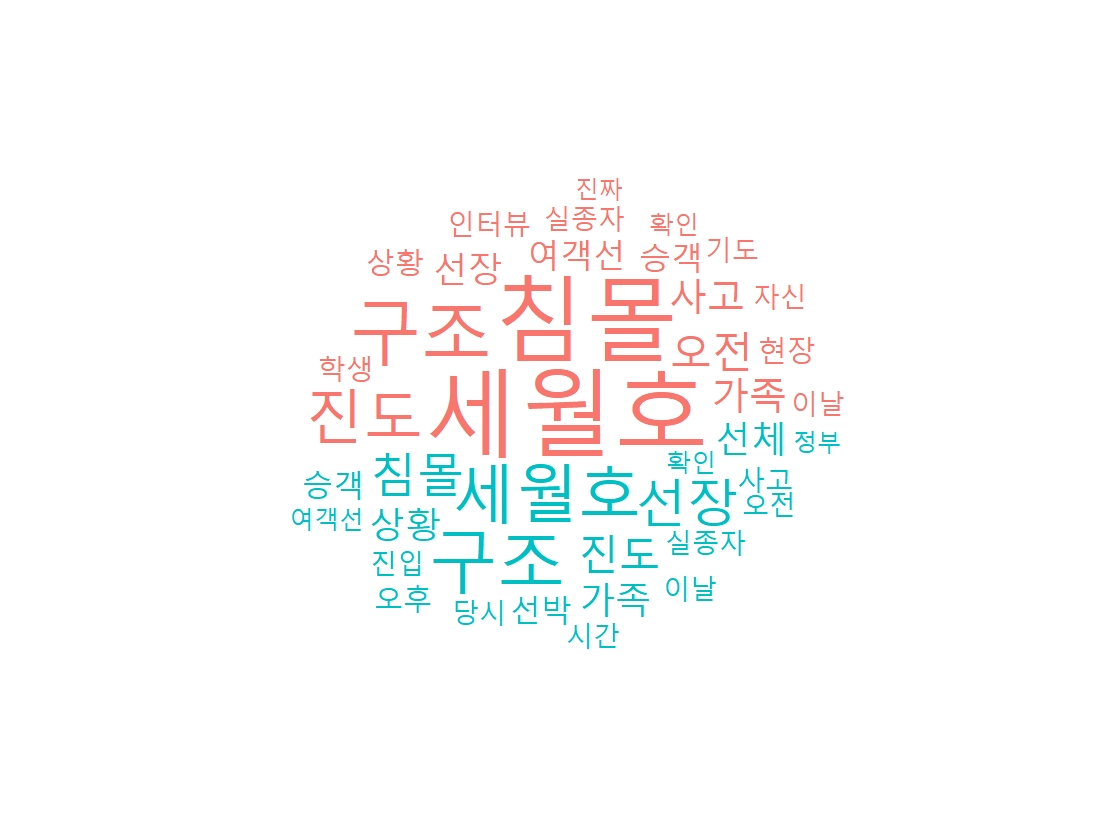 진짜
인터뷰 실종자 확인
상황 선장 여객선 승객 기도
구조 침몰 사고 자신
학생 오전 현장
진도 세월호 가족 이날
선체 정부
승객 침몰 세월호 선장 확인 사고
여객선 상황 오전
진입 구조 진도 실종자
오후 당시 선박 가족 이날
시간